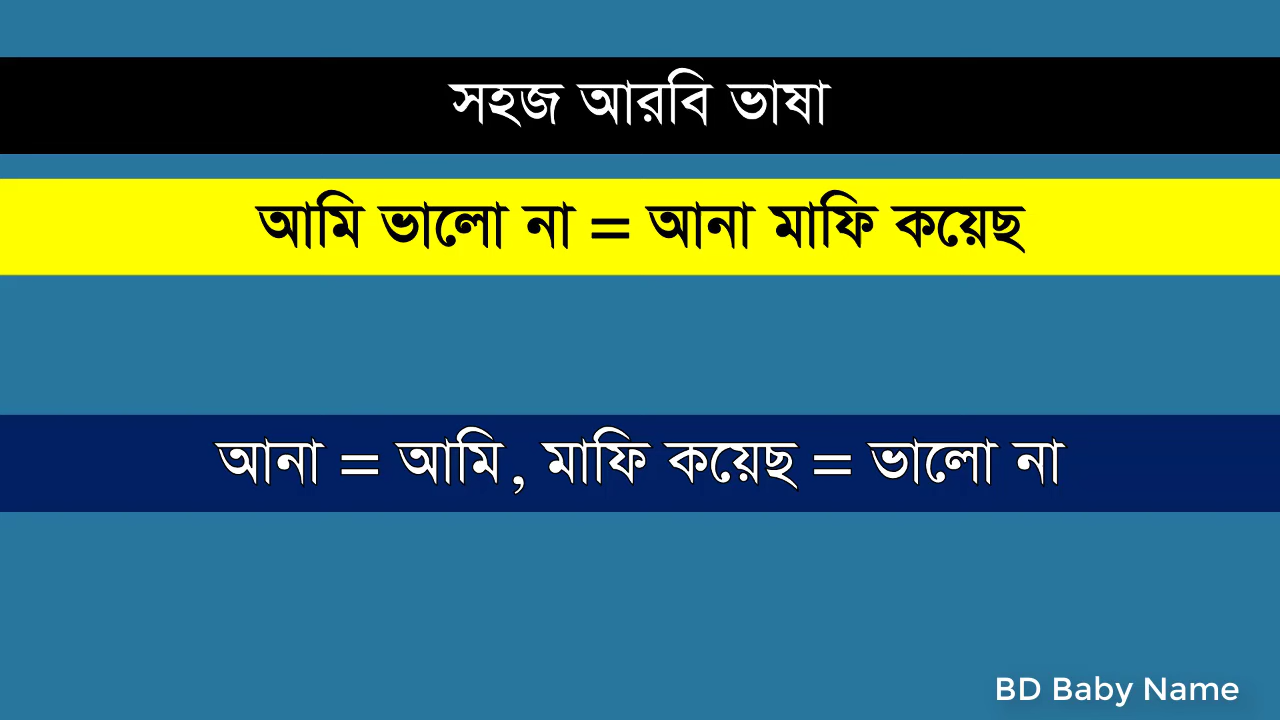 সহজ আরবি ভাষা
আমি ভালো না = আনা মাফি কয়েছ
আনা = আমি, মাফি কয়েছ = ভালো না
BD Baby Name